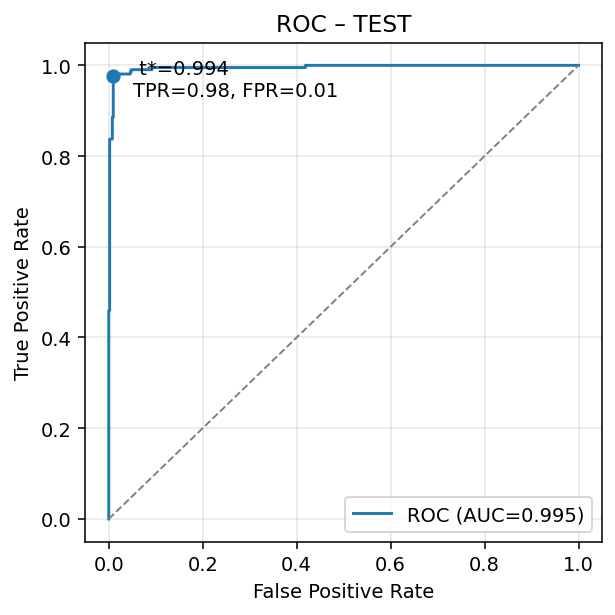 ROC – TEST
t*=0.994
TPR=0.98, FPR=0.01
True Positive Rate
1.0
0.8
0.6
0.4
0.2
0.0
ROC (AUC=0.995)
0.0 0.2 0.4 0.6 0.8 1.0
False Positive Rate